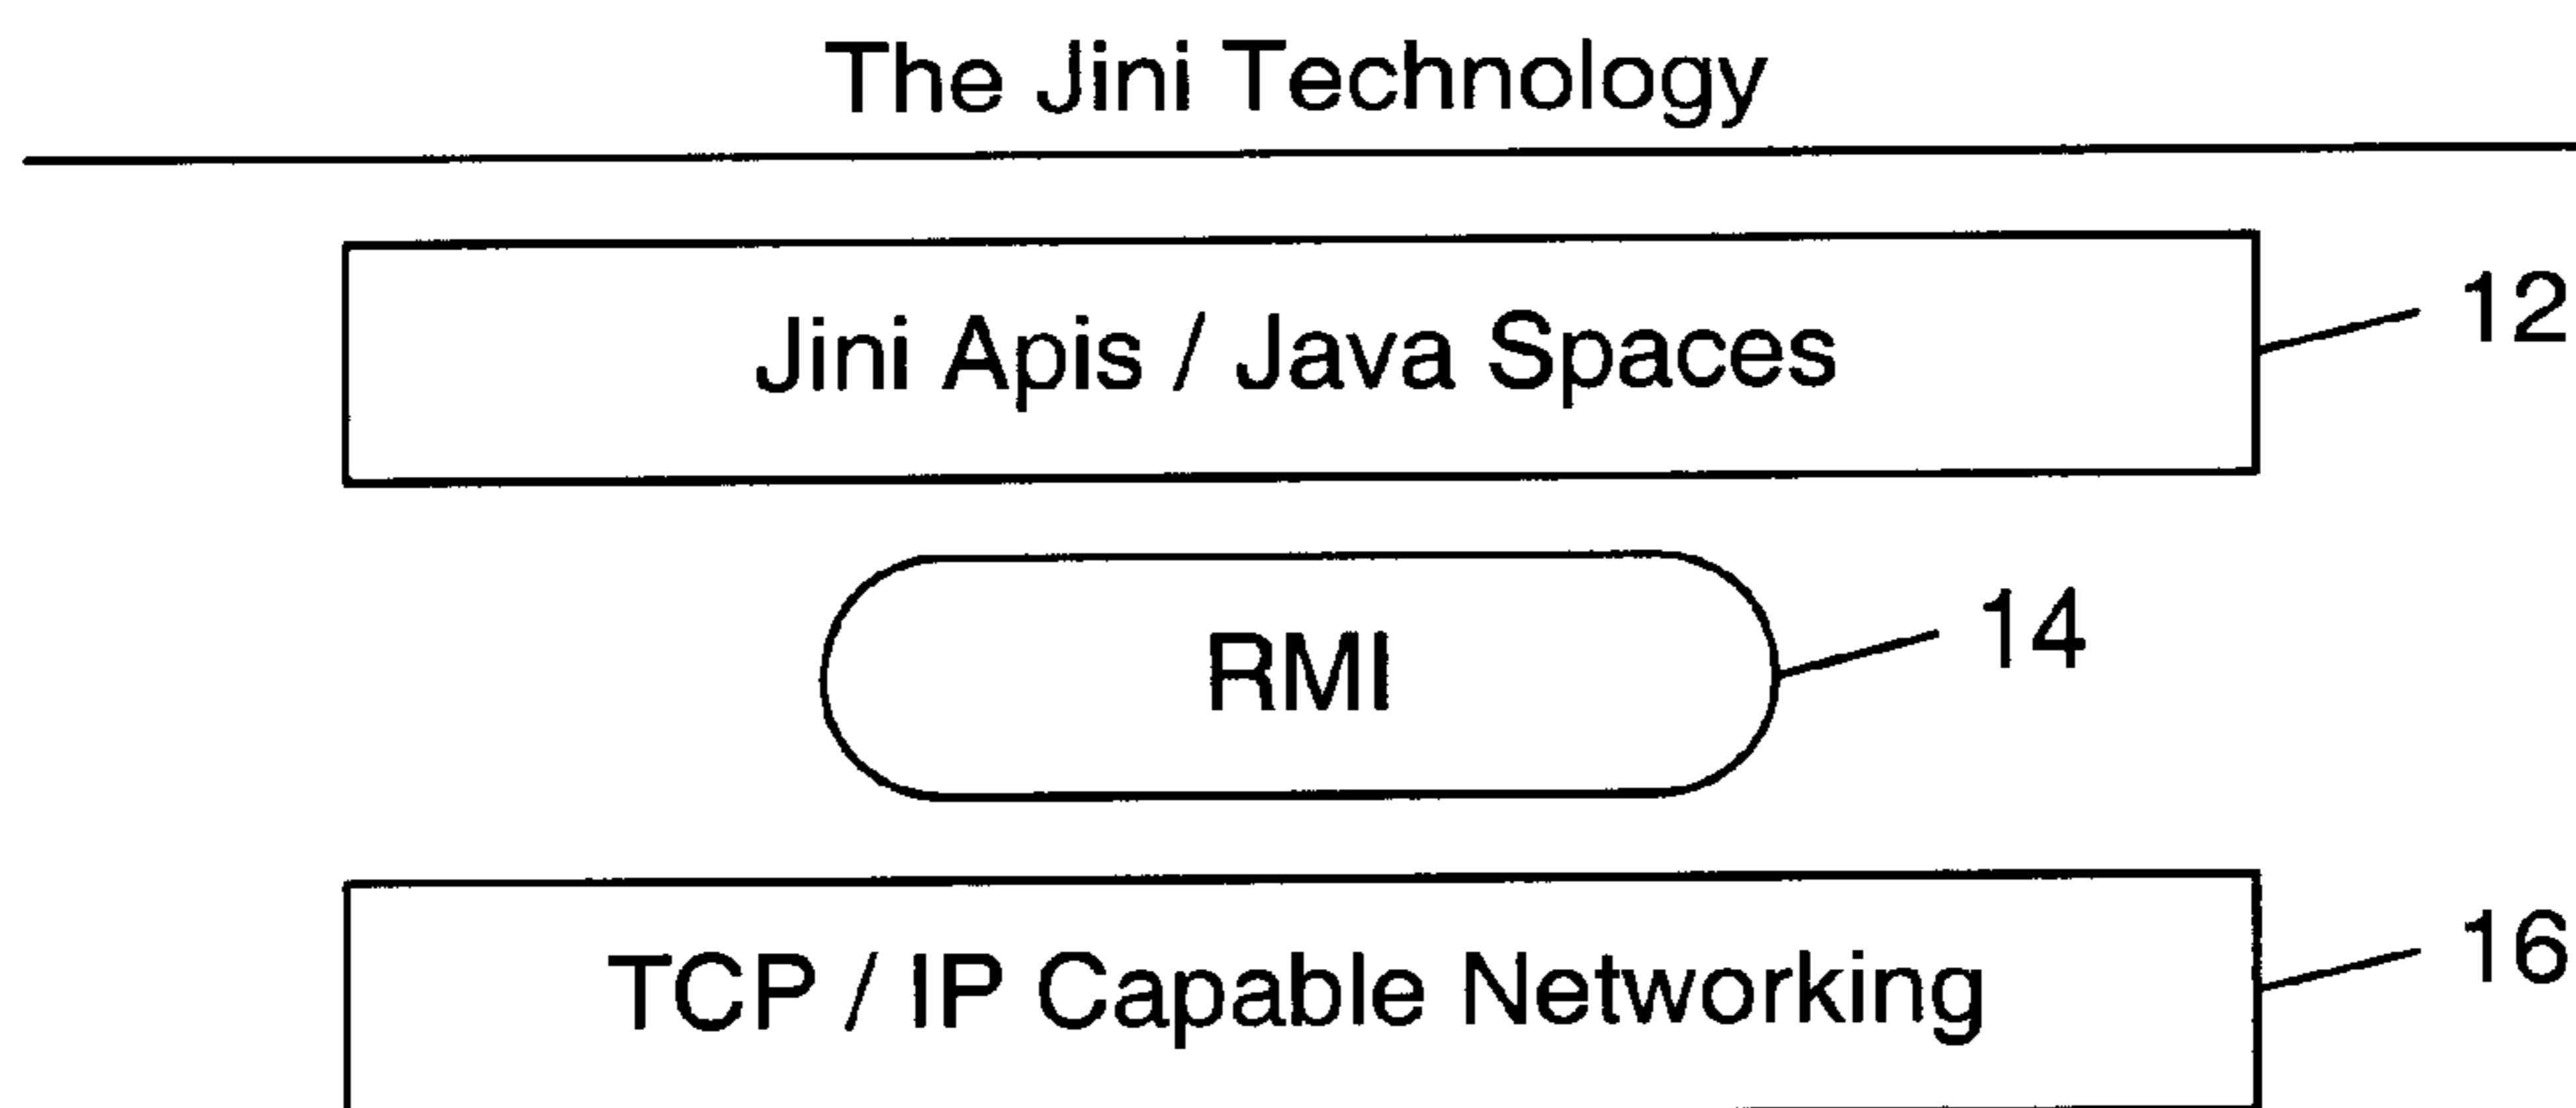 The Jini Technology
Jini Apis / Java Spaces
12
RMI
14
TCP / IP Capable Networking
16